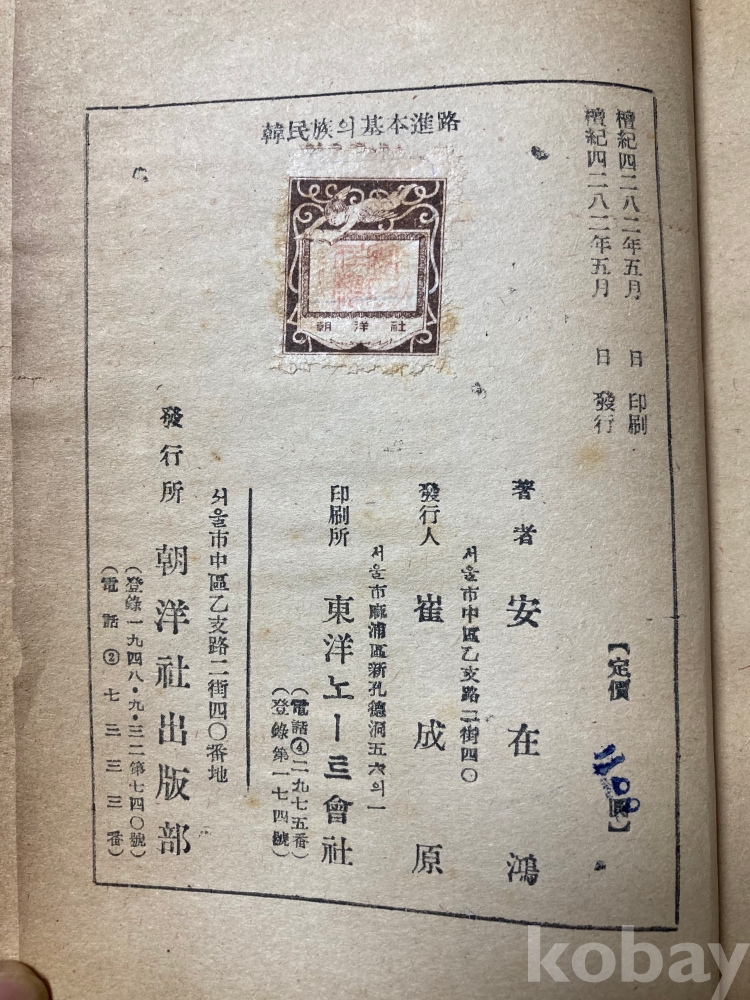 韓民族의基本進路
朝洋社
檀紀四二八二年五月 日 印刷
檀紀四二八二年五月 日 發行
【定價 圓】
著者 安在鴻
서울市中區乙支路二街四〇
發行人 崔成原
서울市麻浦區新孔德洞五六의一
印刷所 東洋노ー트會社
(電話④二九七五番)
(登錄第一七四號)
서울市中區乙支路二街四〇番地
發行所 朝洋社出版部
(登錄一九四八・九・三二第七四〇號)
(電話②七三三三番)
kobay